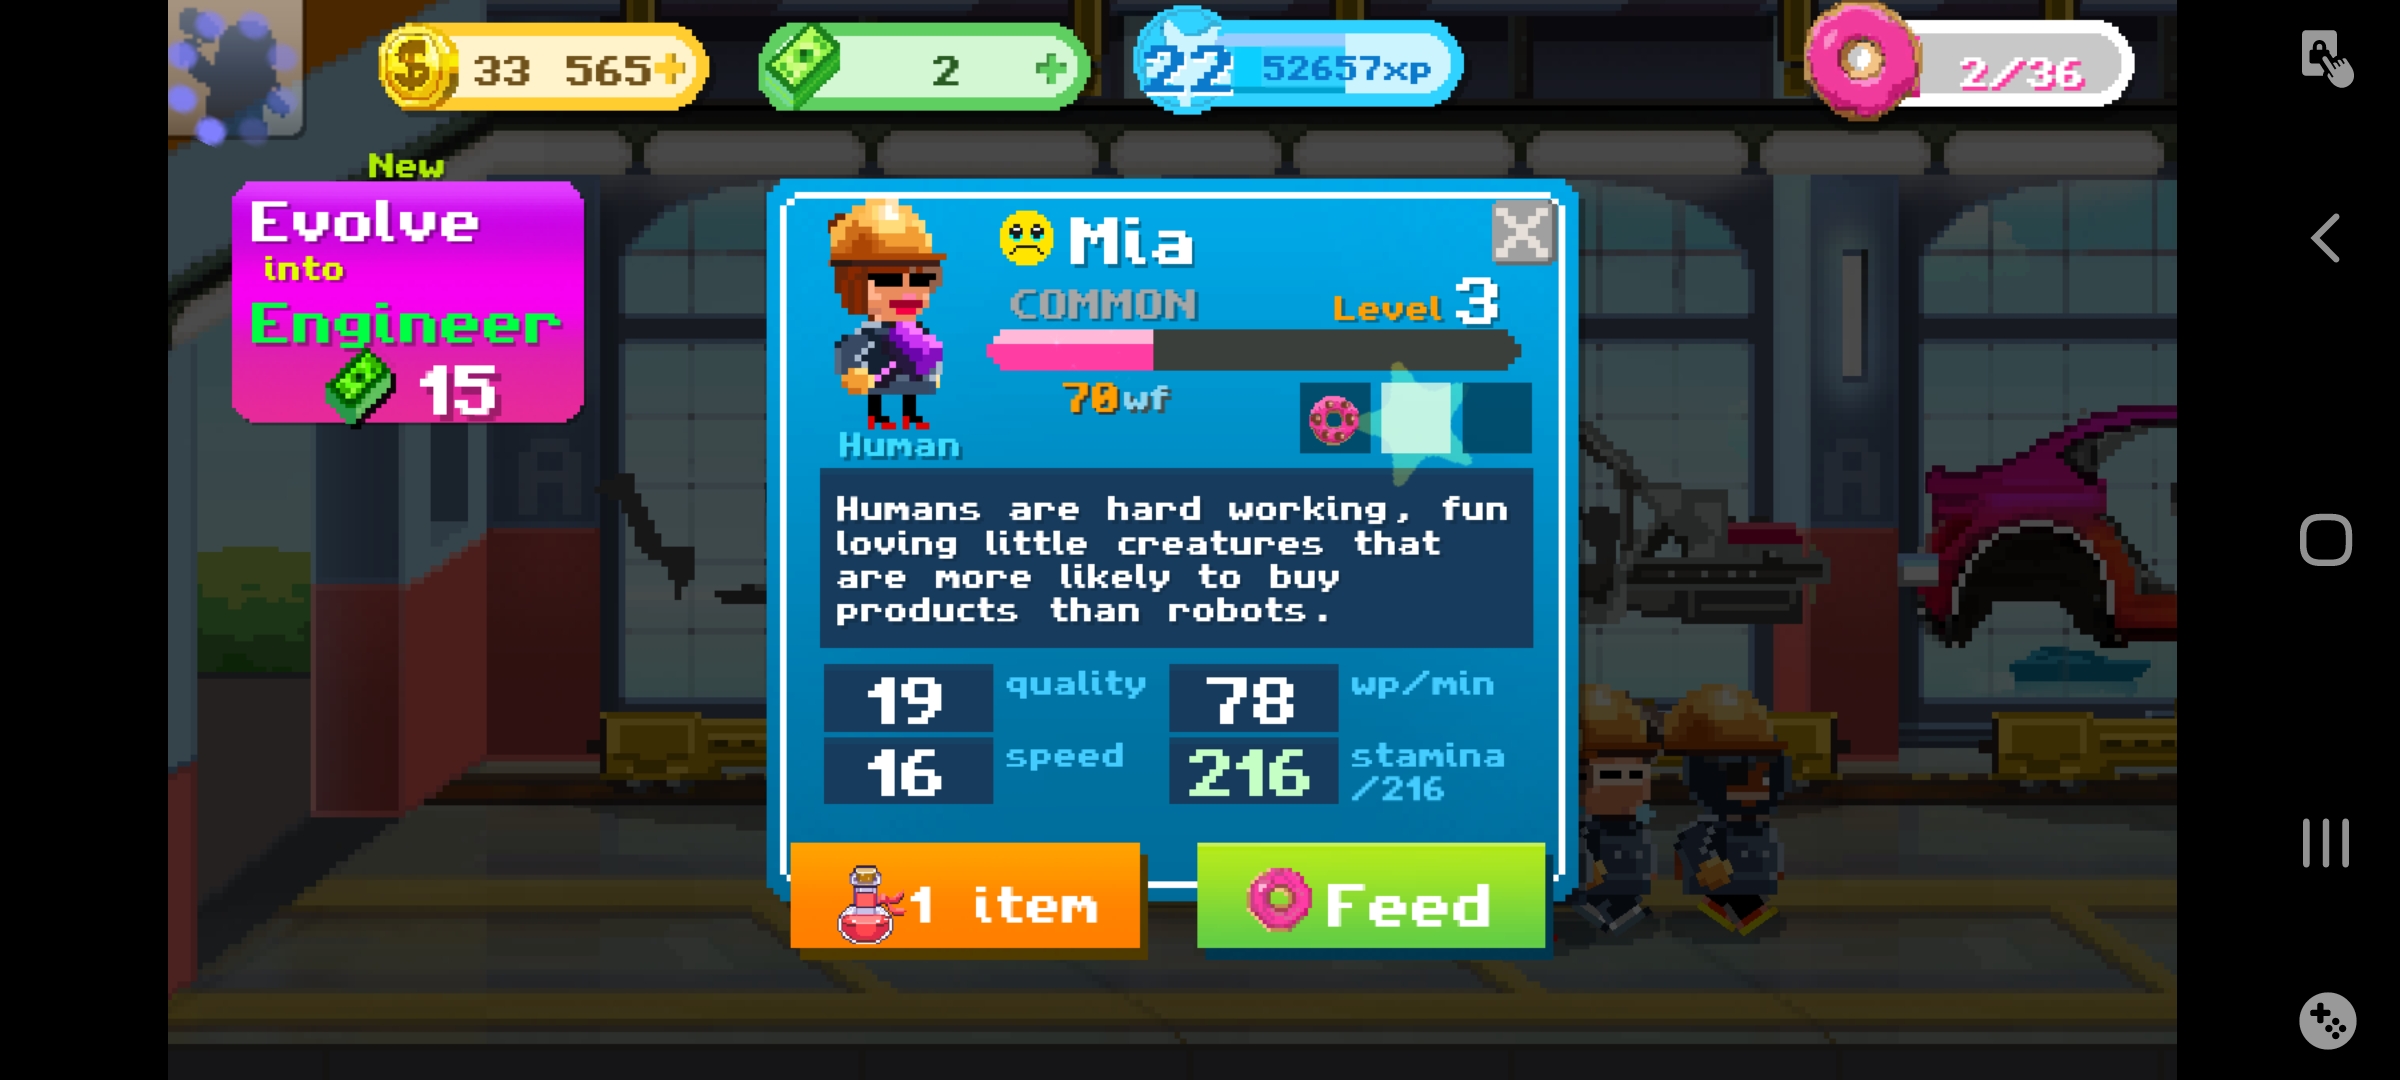 33 565+
2 +
22 52657xp
2/36
New
Evolve
into
Engineer
15
Mia
COMMON
Level 3
70wf
Human
Humans are hard working, fun
loving little creatures that
are more likely to buy
products than robots.
19 quality 78 wp/min
16 speed 216 stamina
/216
1 item
Feed
A
A